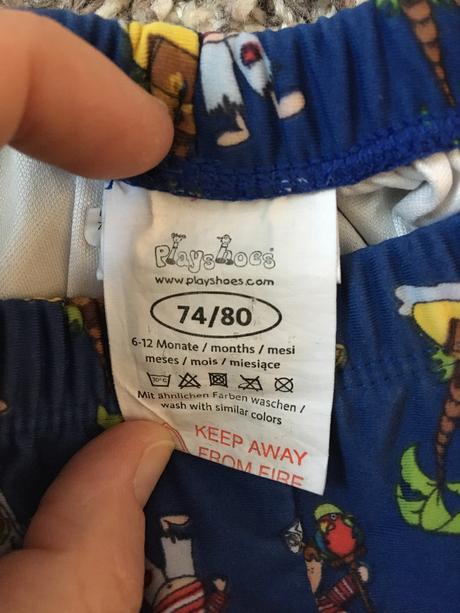 Playshoes®
www.playshoes.com
74/80
6-12 Monate / months / mesi
meses / mois / miesiące
30°C
Mit ähnlichen Farben waschen /
wash with similar colors
KEEP AWAY
FROM FIRE